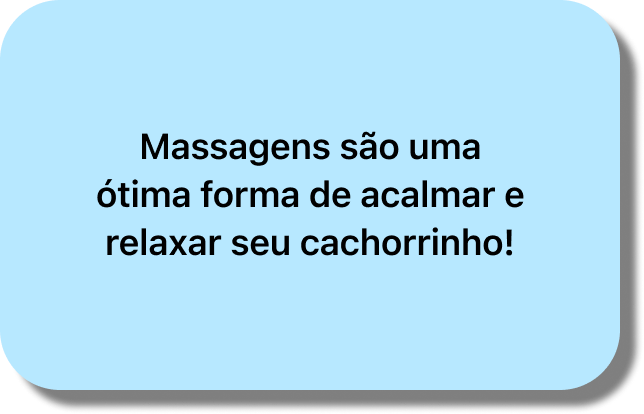 Massagens são uma
ótima forma de acalmar e
relaxar seu cachorrinho!